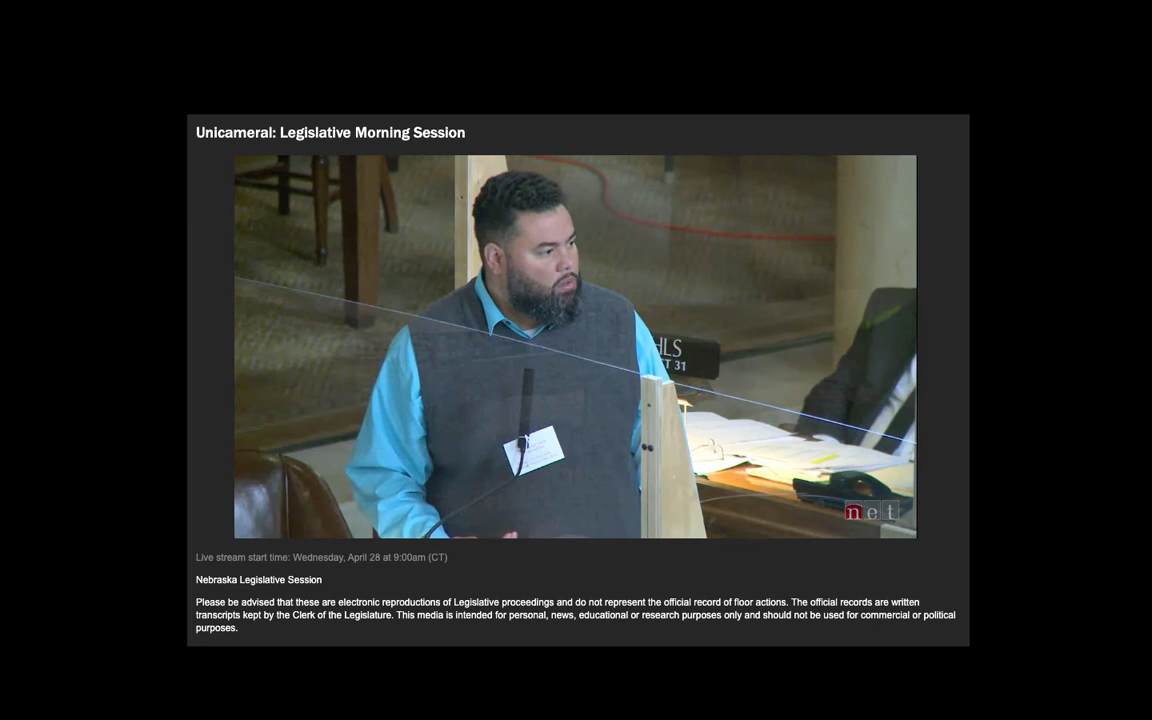 Unicameral: Legislative Morning Session
HLS
T 31
net
Live stream start time: Wednesday, April 28 at 9:00am (CT)
Nebraska Legislative Session
Please be advised that these are electronic reproductions of Legislative proceedings and do not represent the official record of floor actions. The official records are written
transcripts kept by the Clerk of the Legislature. This media is intended for personal, news, educational or research purposes only and should not be used for commercial or political
purposes.